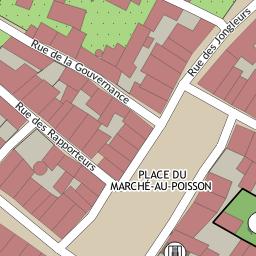 Rue de la Gouvernance
Rue des Jongleurs
Rue des Rapporteurs
PLACE DU
MARCHÉ-AU-POISSON